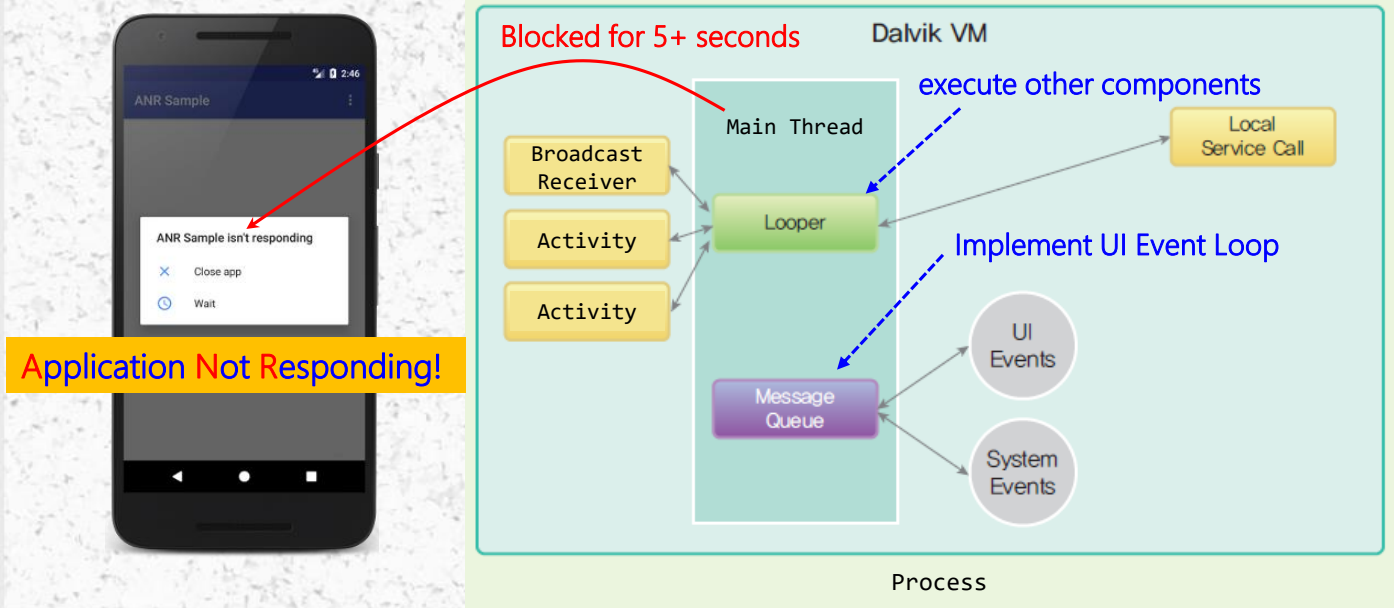 2:46
ANR Sample
ANR Sample isn't responding
Close app
Wait
Application Not Responding!
Blocked for 5+ seconds
Dalvik VM
execute other components
Main Thread
Local
Service Call
Broadcast
Receiver
Looper
Activity
Implement UI Event Loop
Activity
UI
Events
Message
Queue
System
Events
Process